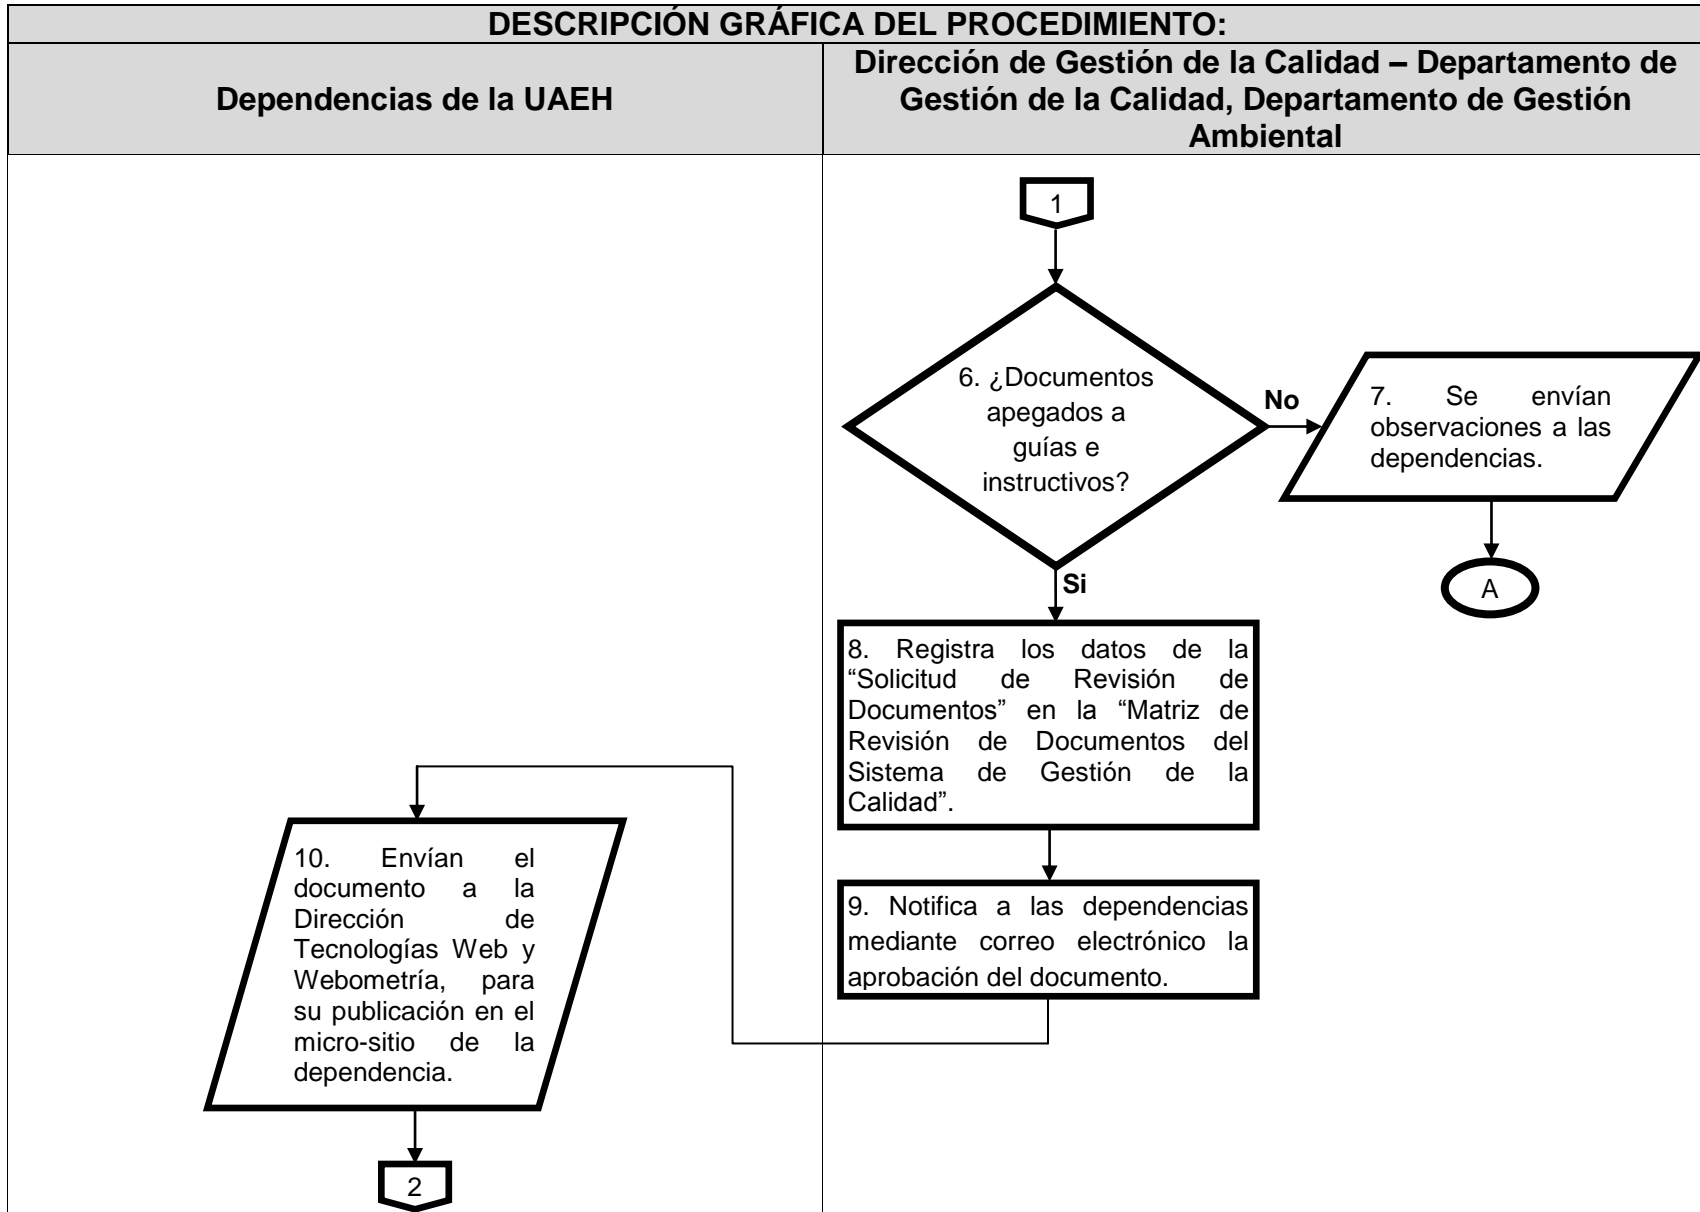 DESCRIPCIÓN GRÁFICA DEL PROCEDIMIENTO:
Dependencias de la UAEH
Dirección de Gestión de la Calidad – Departamento de
Gestión de la Calidad, Departamento de Gestión
Ambiental
1
6. ¿Documentos
apegados a
guías e
instructivos?
No
7. Se envían
observaciones a las
dependencias.
A
Si
8. Registra los datos de la
“Solicitud de Revisión de
Documentos” en la “Matriz de
Revisión de Documentos del
Sistema de Gestión de la
Calidad”.
9. Notifica a las dependencias
mediante correo electrónico la
aprobación del documento.
10. Envían el
documento a la
Dirección de
Tecnologías Web y
Webometría, para
su publicación en el
micro-sitio de la
dependencia.
2